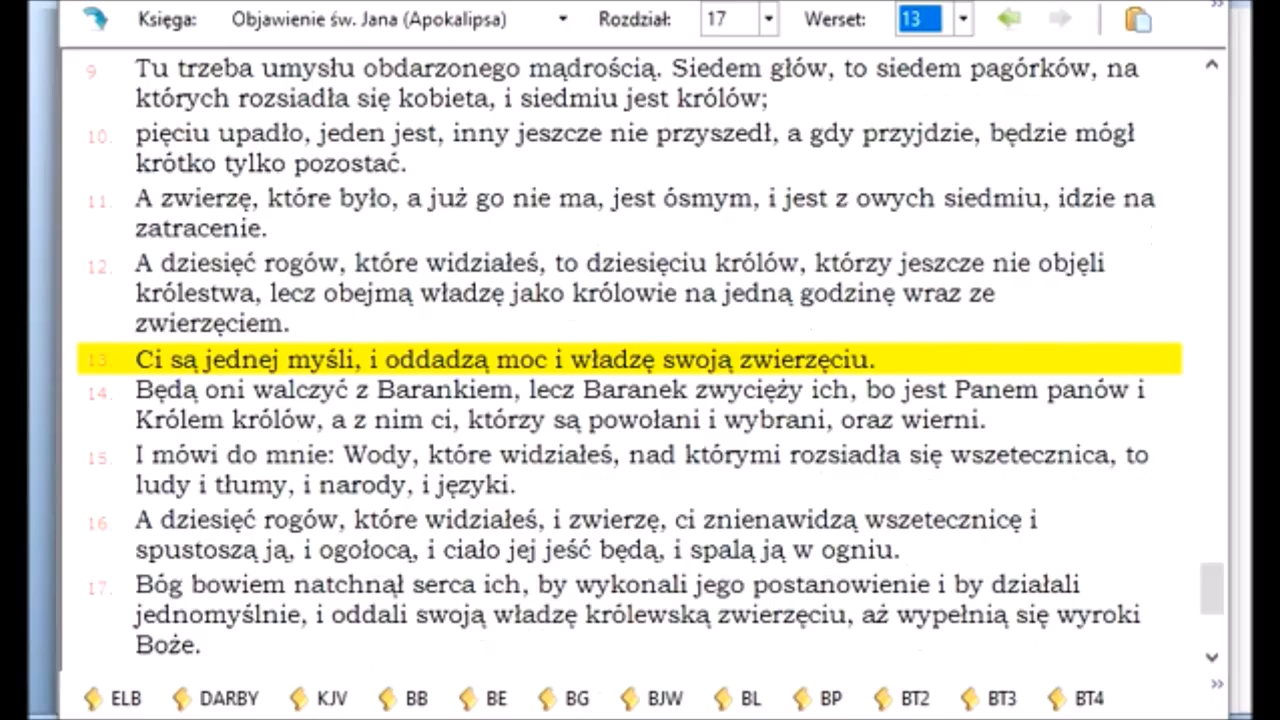 Księga: Objawienie św. Jana (Apokalipsa) Rozdział: 17 Werset: 13
9 Tu trzeba umysłu obdarzonego mądrością. Siedem głów, to siedem pagórków, na
których rozsiadła się kobieta, i siedmiu jest królów;
10. pięciu upadło, jeden jest, inny jeszcze nie przyszedł, a gdy przyjdzie, będzie mógł
krótko tylko pozostać.
11. A zwierzę, które było, a już go nie ma, jest ósmym, i jest z owych siedmiu, idzie na
zatracenie.
12. A dziesięć rogów, które widziałeś, to dziesięciu królów, którzy jeszcze nie objęli
królestwa, lecz obejmą władzę jako królowie na jedną godzinę wraz ze
zwierzęciem.
13. Ci są jednej myśli, i oddadzą moc i władzę swoją zwierzęciu.
14. Będą oni walczyć z Barankiem, lecz Baranek zwycięży ich, bo jest Panem panów i
Królem królów, a z nim ci, którzy są powołani i wybrani, oraz wierni.
15. I mówi do mnie: Wody, które widziałeś, nad którymi rozsiadła się wszetecznica, to
ludy i tłumy, i narody, i języki.
16. A dziesięć rogów, które widziałeś, i zwierzę, ci znienawidzą wszetecznicę i
spustoszą ją, i ogołocą, i ciało jej jeść będą, i spalą ją w ogniu.
17. Bóg bowiem natchnął serca ich, by wykonali jego postanowienie i by działali
jednomyślnie, i oddali swoją władzę królewską zwierzęciu, aż wypełnią się wyroki
Boże.
ELB DARBY KJV BB BE BG BJW BL BP BT2 BT3 BT4